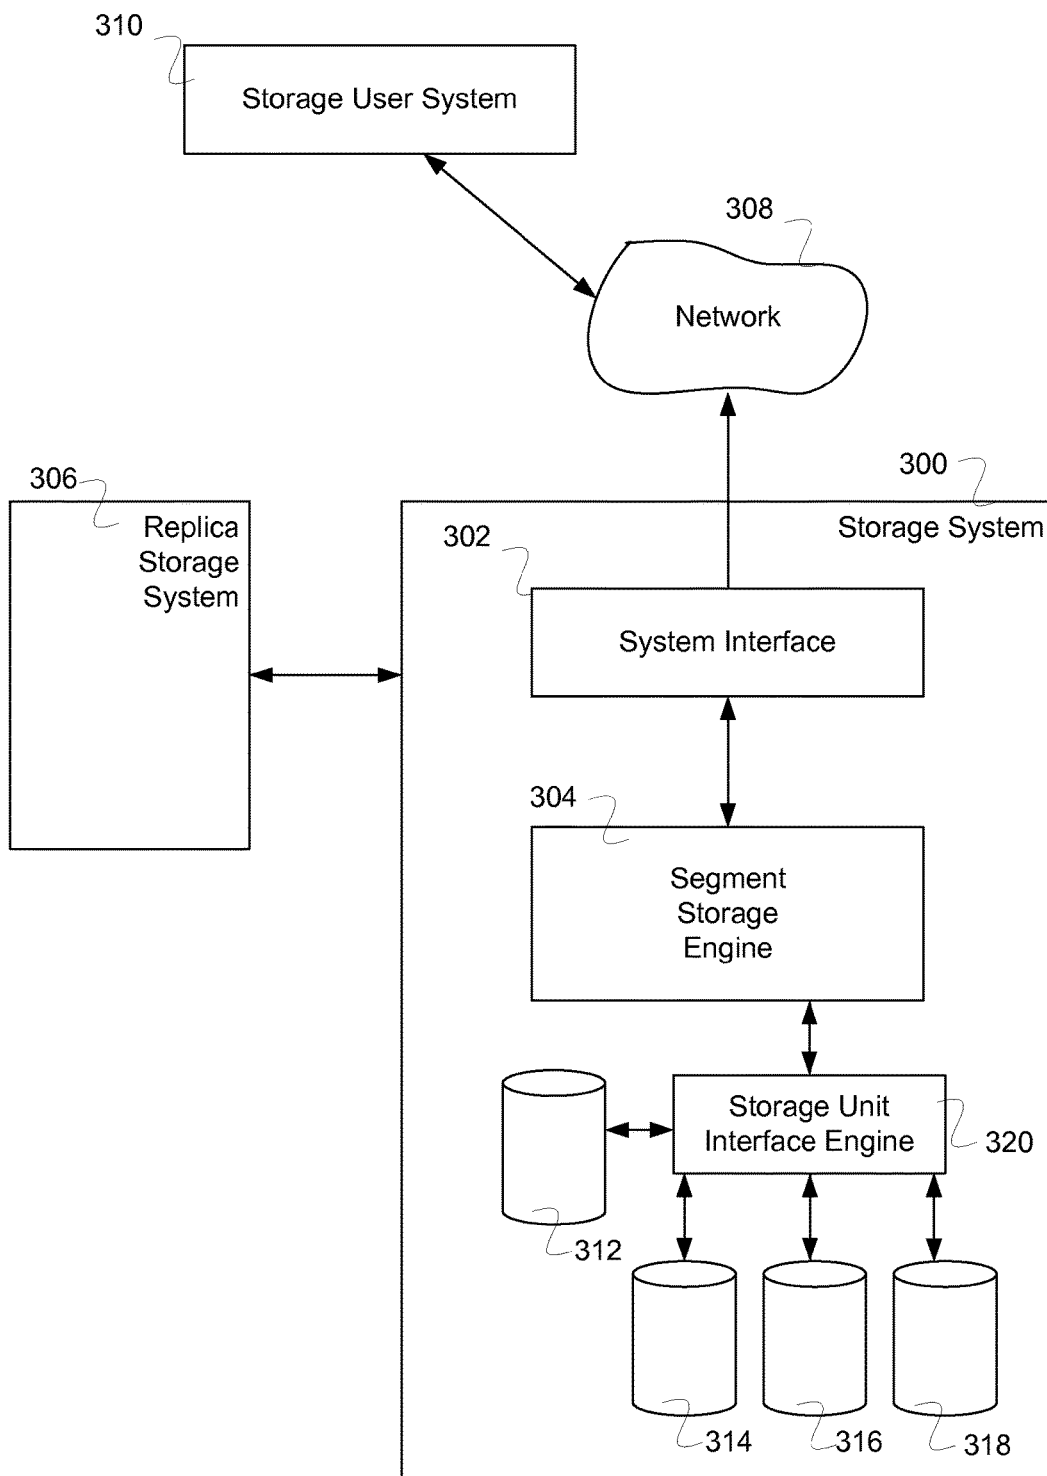 310
Storage User System
308
Network
306
Replica
Storage
System
300
Storage System
302
System Interface
304
Segment
Storage
Engine
Storage Unit
Interface Engine
320
312
314
316
318